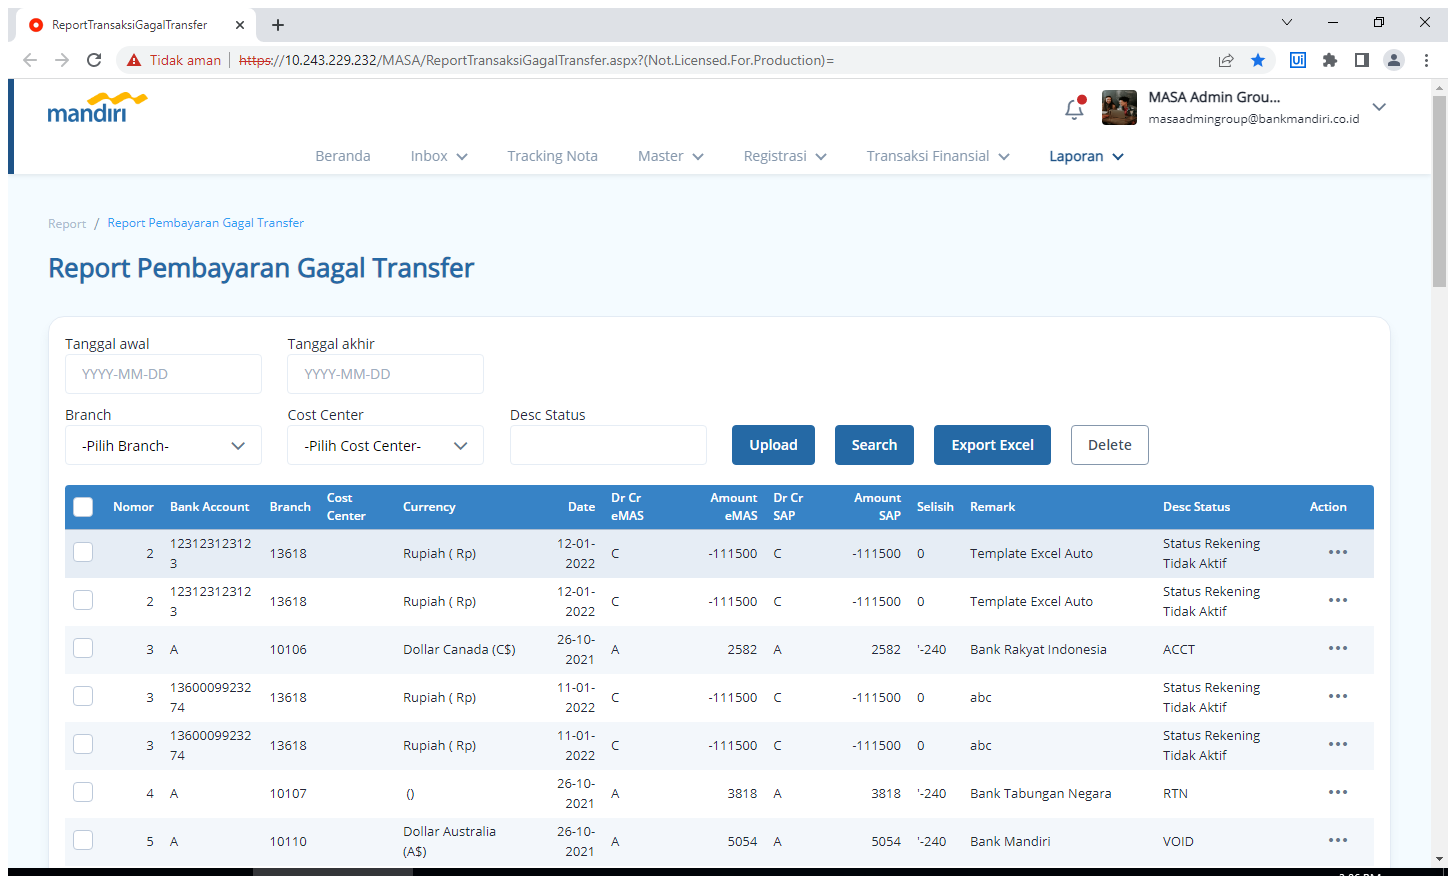 ReportTransaksiGagalTransfer
Tidak aman | https://10.243.229.232/MASA/ReportTransaksiGagalTransfer.aspx?(Not.Licensed.For.Production)=
Ui
mandiri
MASA Admin Grou...
masaadmingroup@bankmandiri.co.id
Beranda Inbox Tracking Nota Master Registrasi Transaksi Finansial Laporan
Report / Report Pembayaran Gagal Transfer
Report Pembayaran Gagal Transfer
Tanggal awal Tanggal akhir
YYYY-MM-DD YYYY-MM-DD
Branch Cost Center Desc Status
-Pilih Branch- -Pilih Cost Center- Upload Search Export Excel Delete
Nomor Bank Account Branch Cost Center Currency Date Dr Cr eMAS Amount eMAS Dr Cr SAP Amount SAP Selisih Remark Desc Status Action
2 123123123123 13618 Rupiah ( Rp) 12-01-2022 C -111500 C -111500 0 Template Excel Auto Status Rekening Tidak Aktif •••
2 123123123123 13618 Rupiah ( Rp) 12-01-2022 C -111500 C -111500 0 Template Excel Auto Status Rekening Tidak Aktif •••
3 A 10106 Dollar Canada (C$) 26-10-2021 A 2582 A 2582 '-240 Bank Rakyat Indonesia ACCT •••
3 1360009923274 13618 Rupiah ( Rp) 11-01-2022 C -111500 C -111500 0 abc Status Rekening Tidak Aktif •••
3 1360009923274 13618 Rupiah ( Rp) 11-01-2022 C -111500 C -111500 0 abc Status Rekening Tidak Aktif •••
4 A 10107 () 26-10-2021 A 3818 A 3818 '-240 Bank Tabungan Negara RTN •••
5 A 10110 Dollar Australia (A$) 26-10-2021 A 5054 A 5054 '-240 Bank Mandiri VOID •••